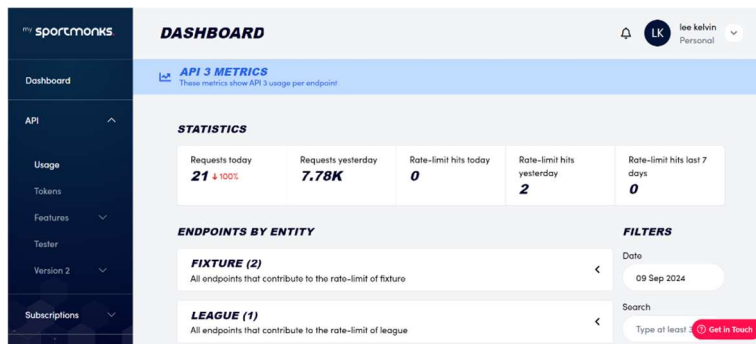 my sportmonks.
DASHBOARD
LK
lee kelvin
Personal
Dashboard
API
Usage
Tokens
Features
Tester
Version 2
Subscriptions
API 3 METRICS
These metrics show API 3 usage per endpoint
STATISTICS
Requests today
21 ↓ 100%
Requests yesterday
7.78K
Rate-limit hits today
0
Rate-limit hits
yesterday
2
Rate-limit hits last 7
days
0
ENDPOINTS BY ENTITY
FIXTURE (2)
All endpoints that contribute to the rate-limit of fixture
LEAGUE (1)
All endpoints that contribute to the rate-limit of league
FILTERS
Date
09 Sep 2024
Search
Type at least
Get in Touch